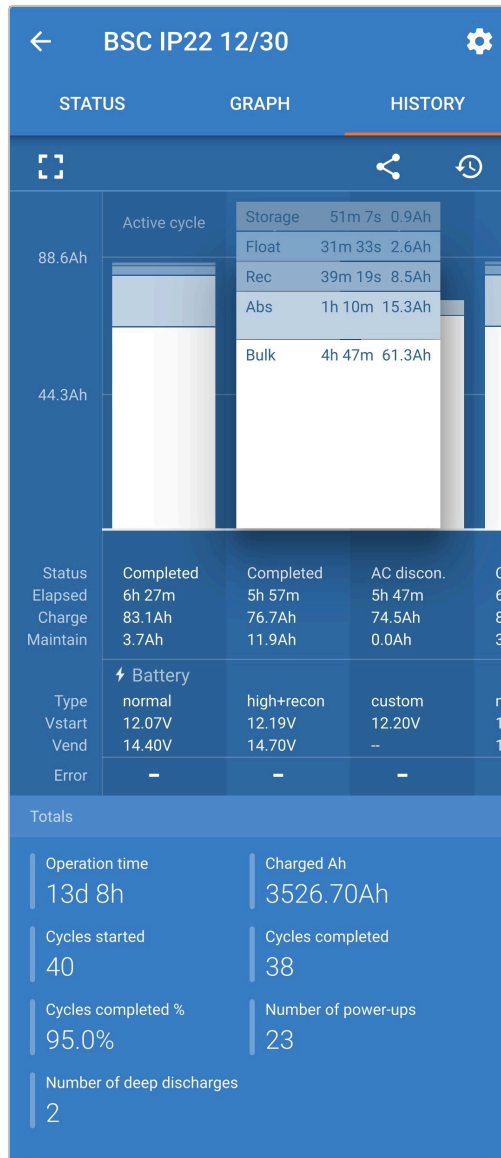 BSC IP22 12/30
STATUS GRAPH HISTORY
Active cycle
Storage 51m 7s 0.9Ah
Float 31m 33s 2.6Ah
88.6Ah
Rec 39m 19s 8.5Ah
Abs 1h 10m 15.3Ah
Bulk 4h 47m 61.3Ah
44.3Ah
Status Completed Completed AC discon.
Elapsed 6h 27m 5h 57m 5h 47m
Charge 83.1Ah 76.7Ah 74.5Ah
Maintain 3.7Ah 11.9Ah 0.0Ah
Battery
Type normal high+recon custom
Vstart 12.07V 12.19V 12.20V
Vend 14.40V 14.70V --
Error - - -
Totals
Operation time Charged Ah
13d 8h 3526.70Ah
Cycles started Cycles completed
40 38
Cycles completed % Number of power-ups
95.0% 23
Number of deep discharges
2